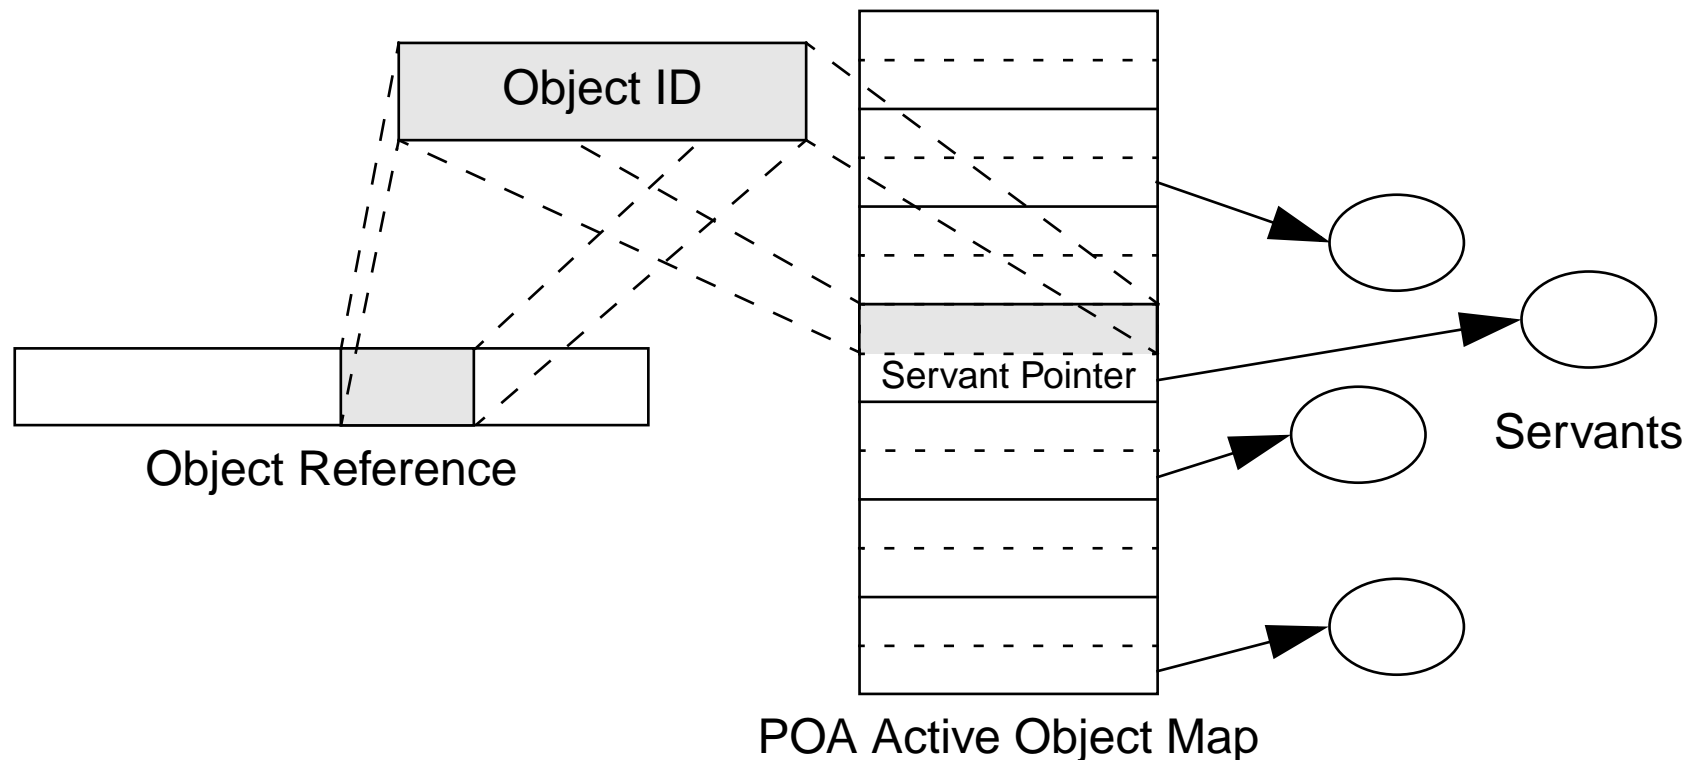 Object ID
Servant Pointer
Servants
Object Reference
POA Active Object Map